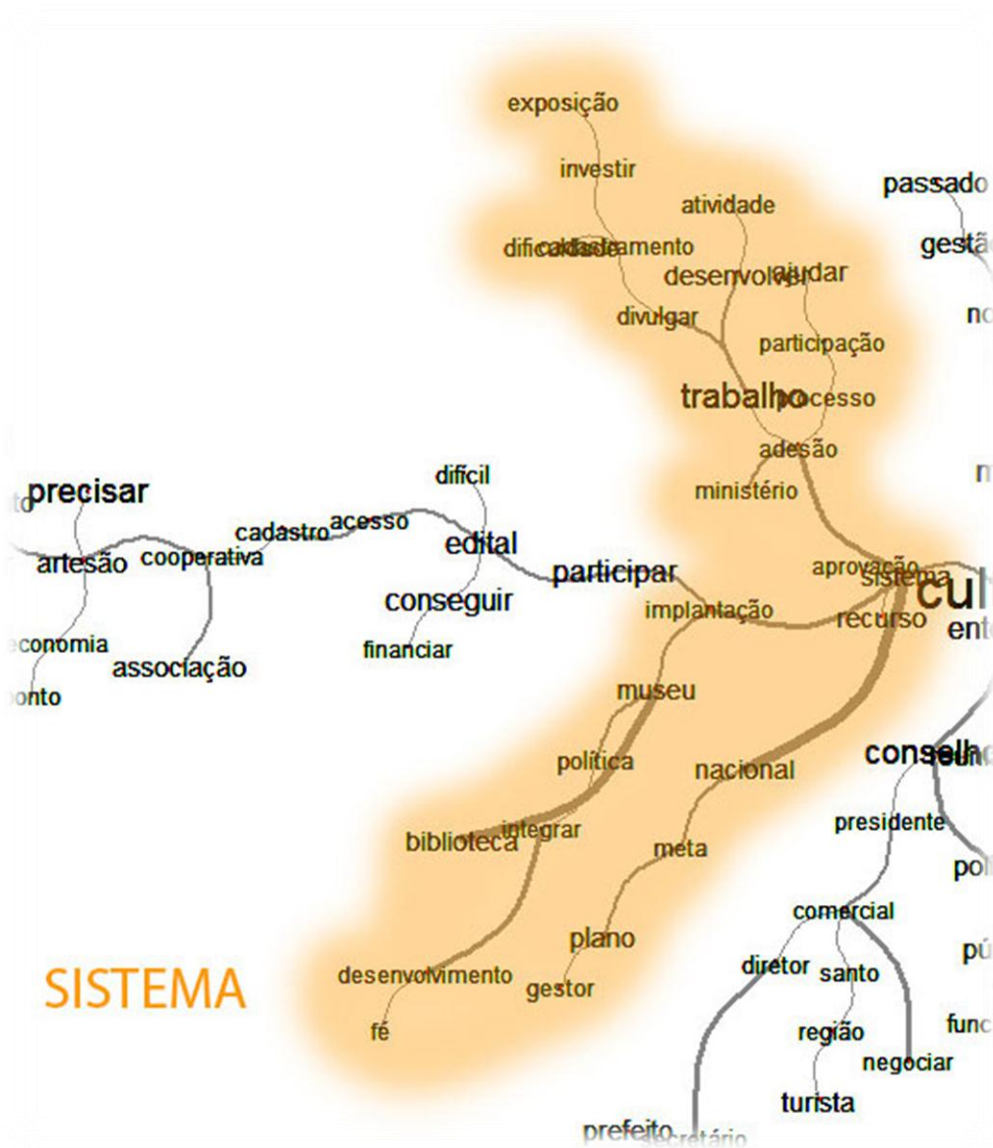 exposição
investir
passado
atividade
dificuldade
cadastramento
desenvolver
ajudar
divulgar
participação
trabalho
processo
adesão
difícil
ministério
precisar
acesso
cadastro
edital
cooperativa
artesão
participar
aprovação
sistema
conseguir
implantação
recurso
financiar
associação
museu
conselho
política
nacional
presidente
integrar
biblioteca
meta
comercial
plano
diretor
santo
desenvolvimento
gestor
SISTEMA
fé
região
negociar
turista
prefeito
secretário